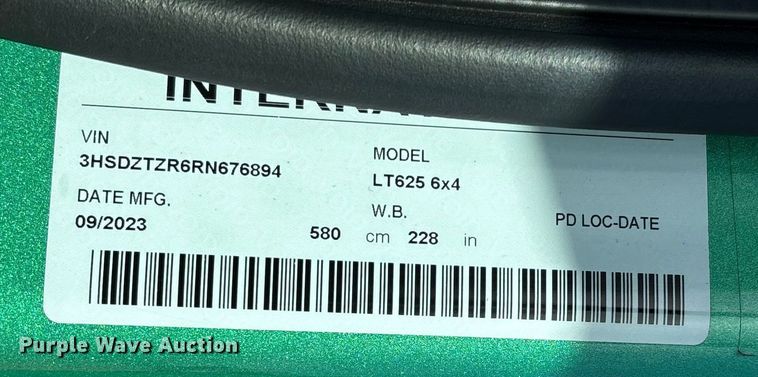 VIN
3HSDZTZR6RN676894
MODEL
LT625 6x4
DATE MFG.
09/2023
W.B.
580 cm 228 in
PD LOC-DATE
Purple Wave Auction